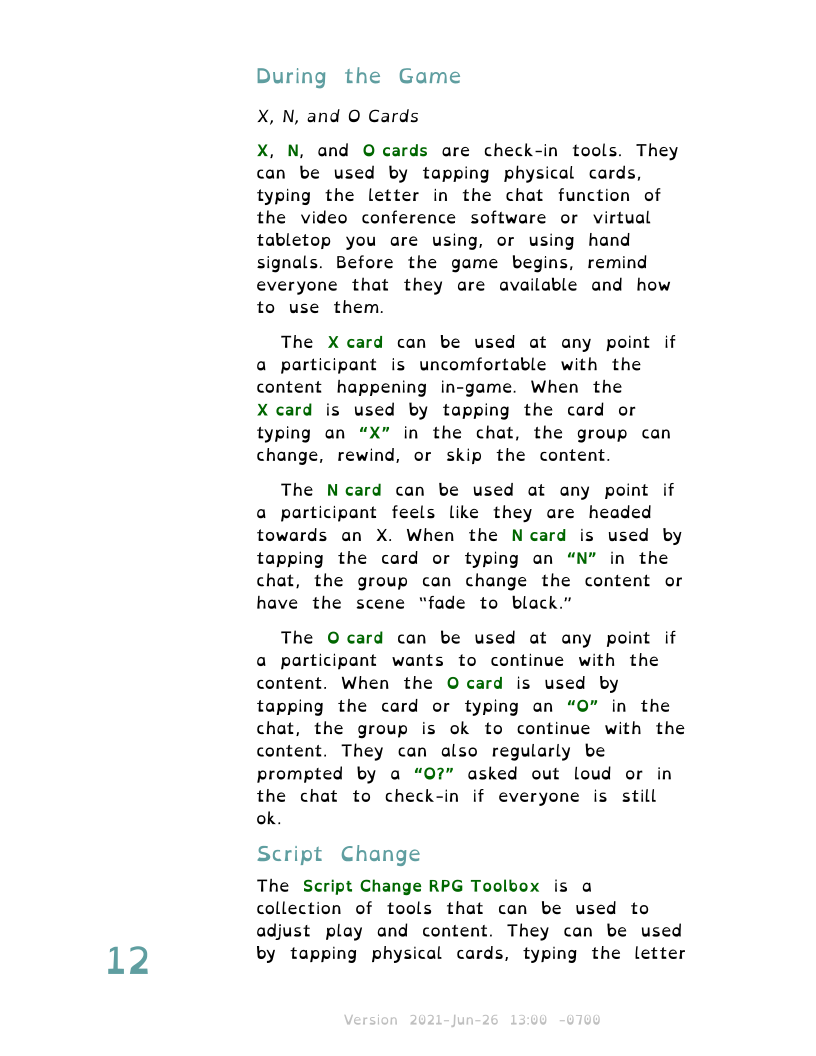 During the Game
X, N, and O Cards
X, N, and O cards are check-in tools. They
can be used by tapping physical cards,
typing the letter in the chat function of
the video conference software or virtual
tabletop you are using, or using hand
signals. Before the game begins, remind
everyone that they are available and how
to use them.
The X card can be used at any point if
a participant is uncomfortable with the
content happening in-game. When the
X card is used by tapping the card or
typing an “X” in the chat, the group can
change, rewind, or skip the content.
The N card can be used at any point if
a participant feels like they are headed
towards an X. When the N card is used by
tapping the card or typing an “N” in the
chat, the group can change the content or
have the scene “fade to black.”
The O card can be used at any point if
a participant wants to continue with the
content. When the O card is used by
tapping the card or typing an “O” in the
chat, the group is ok to continue with the
content. They can also regularly be
prompted by a “O?” asked out loud or in
the chat to check-in if everyone is still
ok.
Script Change
The Script Change RPG Toolbox is a
collection of tools that can be used to
adjust play and content. They can be used
by tapping physical cards, typing the letter
12
Version 2021-Jun-26 13:00 -0700